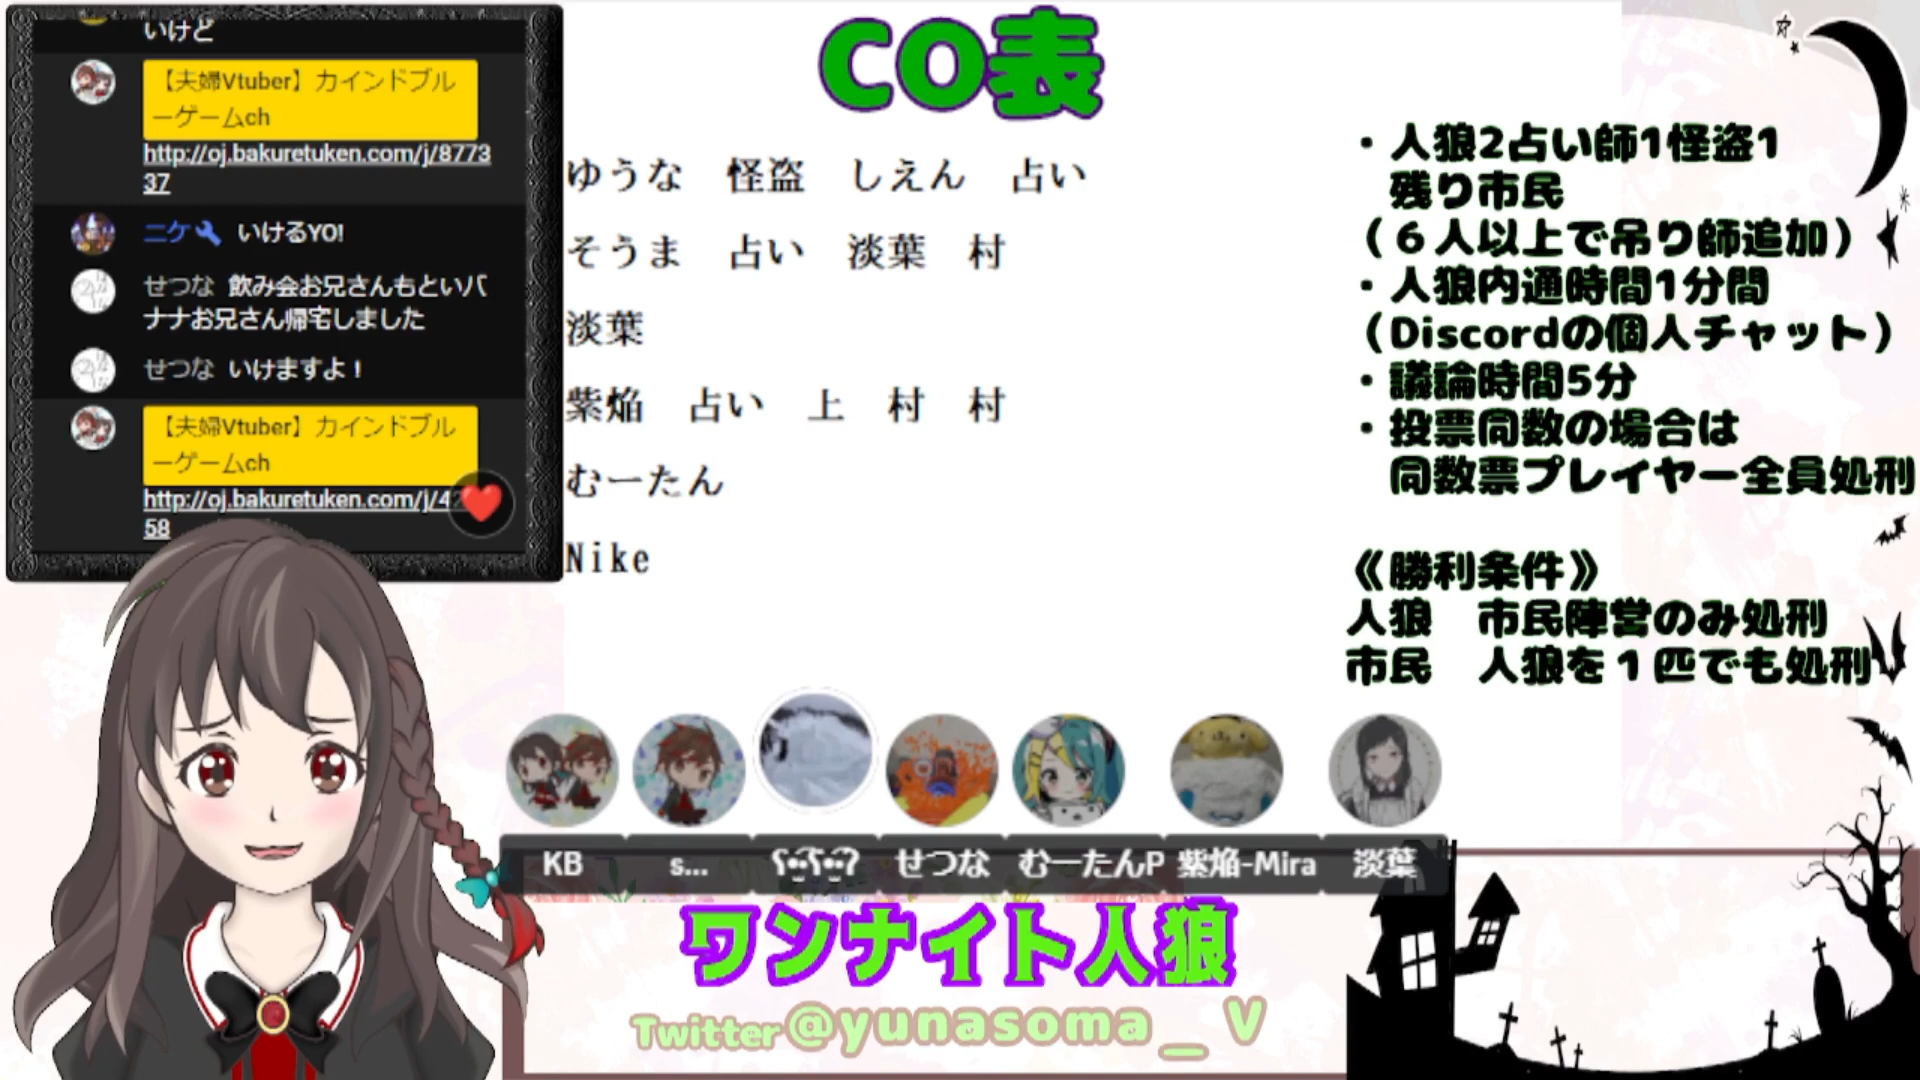 いけど
【夫婦Vtuber】カインドブル
ーゲームch
http://oj.bakuretuken.com/j/8773
37
ニケ いけるYO!
せつな 飲み会お兄さんもといバ
ナナお兄さん帰宅しました
せつな いけますよ！
【夫婦Vtuber】カインドブル
ーゲームch
http://oj.bakuretuken.com/j/4
58
CO表
ゆうな 怪盗 しえん 占い
そうま 占い 淡葉 村
淡葉
紫焔 占い 上 村 村
むーたん
Nike
・人狼2占い師1怪盗1
残り市民
（６人以上で吊り師追加）
・人狼内通時間1分間
（Discordの個人チャット）
・議論時間5分
・投票同数の場合は
同数票プレイヤー全員処刑
《勝利条件》
人狼 市民陣営のみ処刑
市民 人狼を１匹でも処刑
KB
s...
せつな
むーたんP
紫焔-Mira
淡葉
ワンナイト人狼
Twitter@yunasoma_V